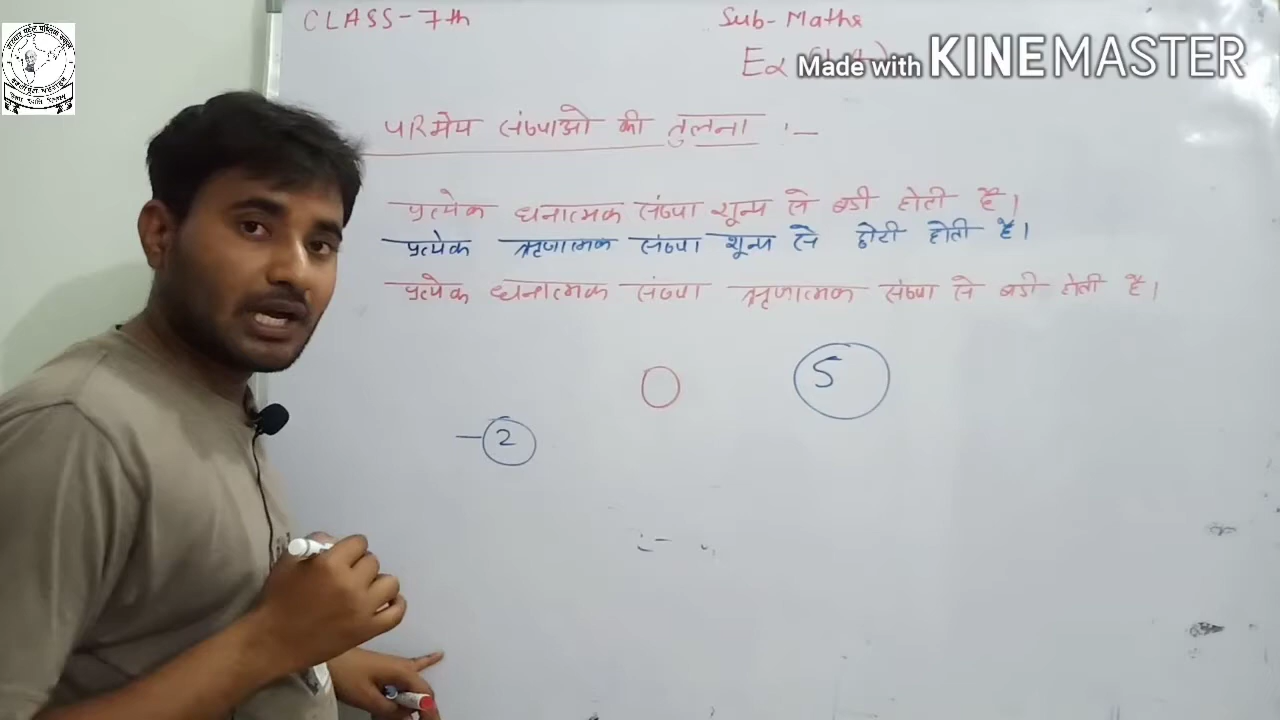 CLASS-7th
Sub-Maths
Ex
Made with KINEMASTER
परिमेय संख्याओ की तुलना :-
प्रत्येक धनात्मक संख्या शून्य से बडी होती है।
प्रत्येक ऋणात्मक संख्या शून्य से छोटी होती है।
प्रत्येक धनात्मक संख्या ऋणात्मक संख्या से बडी होती है।
0
5
-2